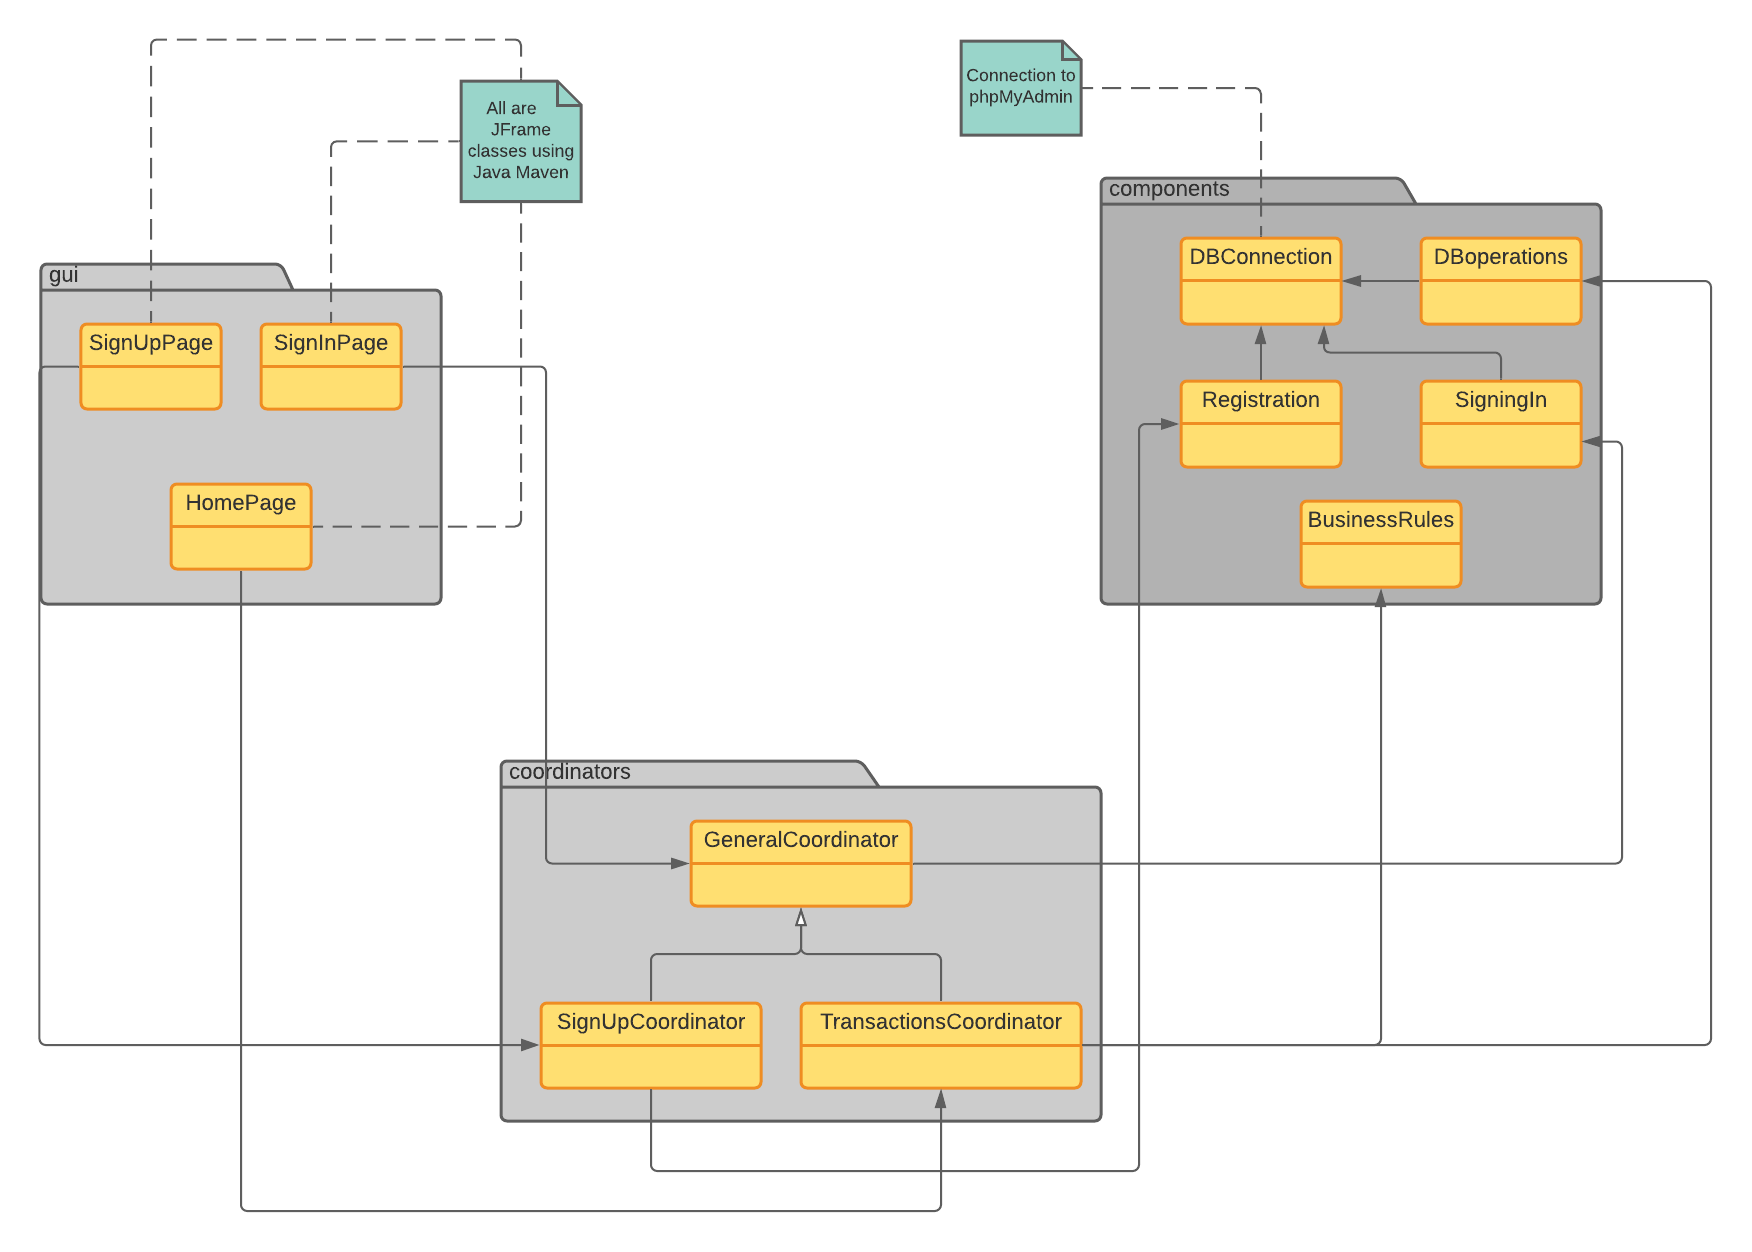 All are
JFrame
classes using
Java Maven
Connection to
phpMyAdmin
components
DBConnection
DBoperations
Registration
SigningIn
BusinessRules
gui
SignUpPage
SignInPage
HomePage
coordinators
GeneralCoordinator
SignUpCoordinator
TransactionsCoordinator